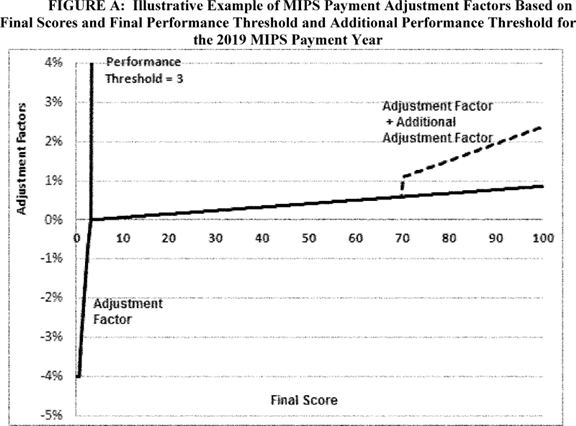 FIGURE A: Illustrative Example of MIPS Payment Adjustment Factors Based on
Final Scores and Final Performance Threshold and Additional Performance Threshold for
the 2019 MIPS Payment Year
4%
Performance
Threshold = 3
3%
Adjustment Factor
+ Additional
Adjustment Factor
2%
1%
0%
Adjustment Factors
0 10 20 30 40 50 60 70 80 90 100
-1%
-2%
Adjustment
Factor
-3%
-4%
Final Score
-5%